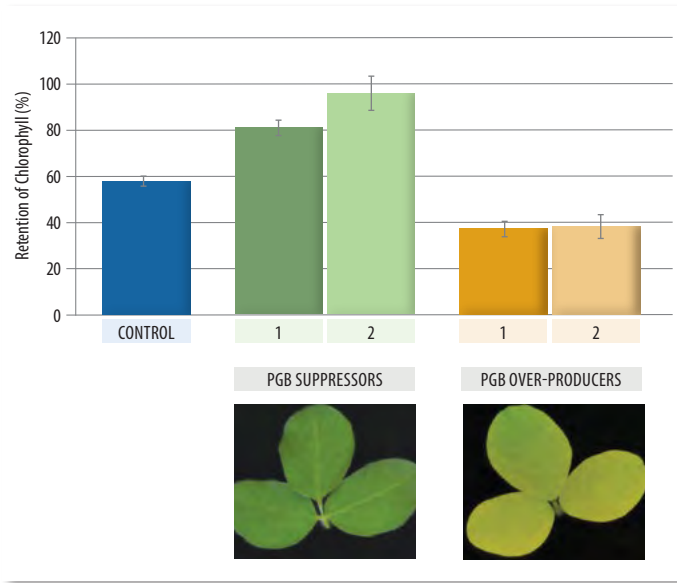 120
100
80
60
40
20
0
Retention of Chlorophyll (%)
CONTROL 1 2 1 2
PGB SUPPRESSORS PGB OVER-PRODUCERS